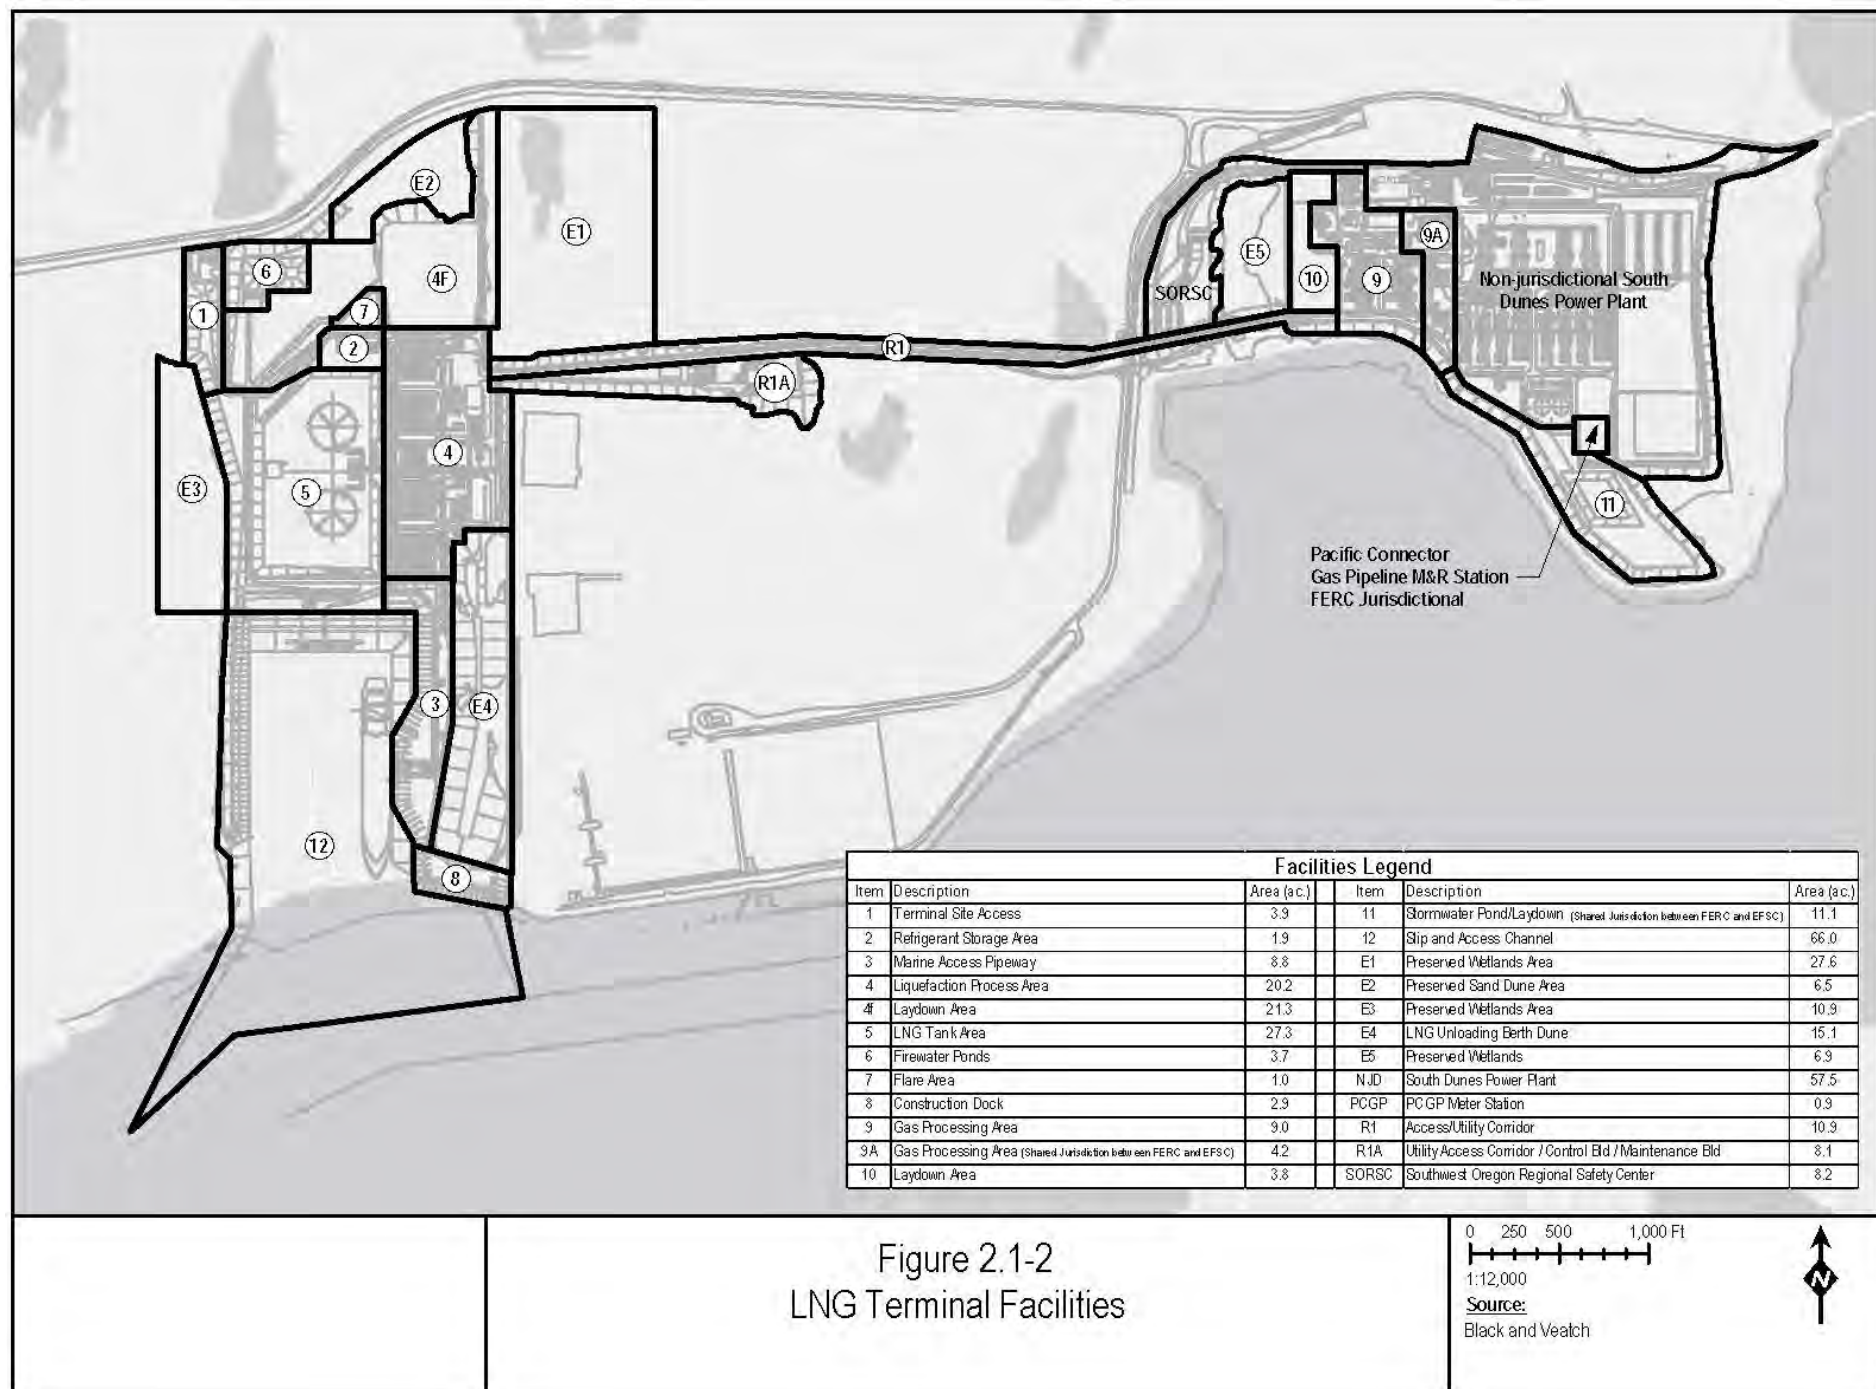 E2
E1
6
4F
1
7
2
R1
R1A
E5
10
9
9A
SORSC
Non-jurisdictional South
Dunes Power Plant
4
E3
5
11
Pacific Connector
Gas Pipeline M&R Station
FERC Jurisdictional
3
E4
12
8
Facilities Legend
Item Description Area (ac.) Item Description Area (ac.)
1 Terminal Site Access 3.9 11 Stormwater Pond/Laydown (Shared Jurisdiction between FERC and EFSC) 11.1
2 Refrigerant Storage Area 1.9 12 Slip and Access Channel 66.0
3 Marine Access Pipeway 8.8 E1 Preserved Wetlands Area 27.6
4 Liquefaction Process Area 20.2 E2 Preserved Sand Dune Area 6.5
4f Laydown Area 21.3 E3 Preserved Wetlands Area 10.9
5 LNG Tank Area 27.3 E4 LNG Unloading Berth Dune 15.1
6 Firewater Ponds 3.7 E5 Preserved Wetlands 6.9
7 Flare Area 1.0 NJD South Dunes Power Plant 57.5
8 Construction Dock 2.9 PCGP PCGP Meter Station 0.9
9 Gas Processing Area 9.0 R1 Access/Utility Corridor 10.9
9A Gas Processing Area (Shared Jurisdiction between FERC and EFSC) 4.2 R1A Utility Access Corridor / Control Bld / Maintenance Bld 8.1
10 Laydown Area 3.8 SORSC Southwest Oregon Regional Safety Center 8.2
Figure 2.1-2
LNG Terminal Facilities
0 250 500 1,000 Ft
1:12,000
Source:
Black and Veatch
N